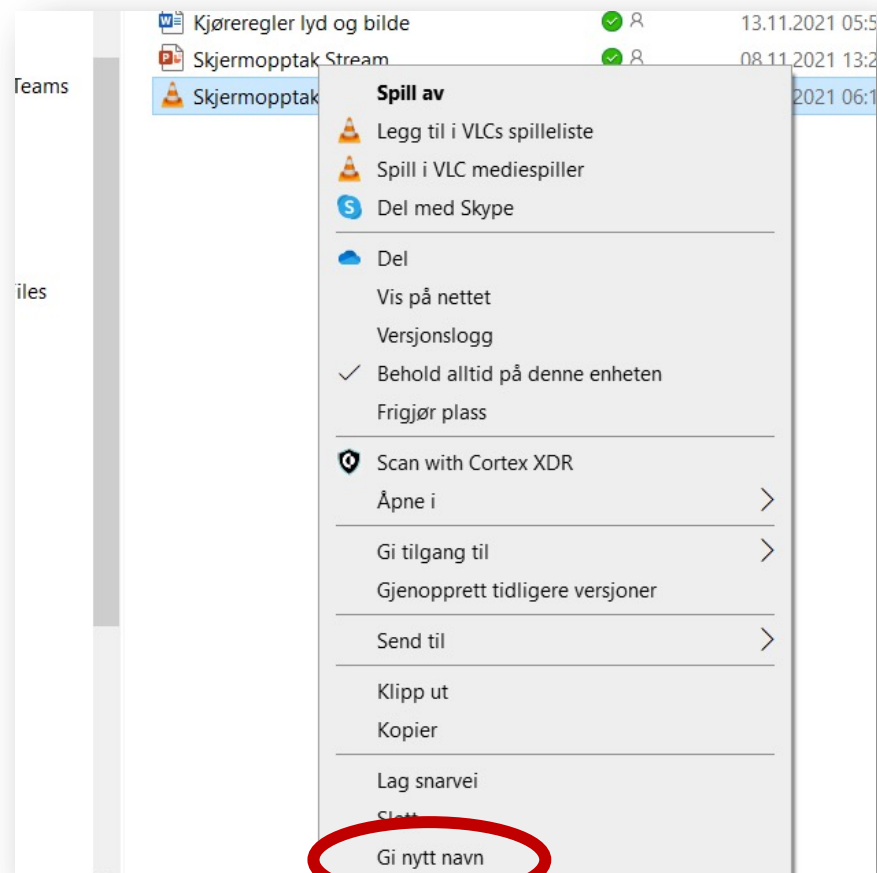 Kjøreregler lyd og bilde 13.11.2021 05:5
Skjermopptak Stream 08.11.2021 13:2
Teams
Skjermopptak 2021 06:1
Spill av
Legg til i VLCs spilleliste
Spill i VLC mediespiller
Del med Skype
Del
iles
Vis på nettet
Versjonslogg
Behold alltid på denne enheten
Frigjør plass
Scan with Cortex XDR
Åpne i
Gi tilgang til
Gjenopprett tidligere versjoner
Send til
Klipp ut
Kopier
Lag snarvei
Slett
Gi nytt navn